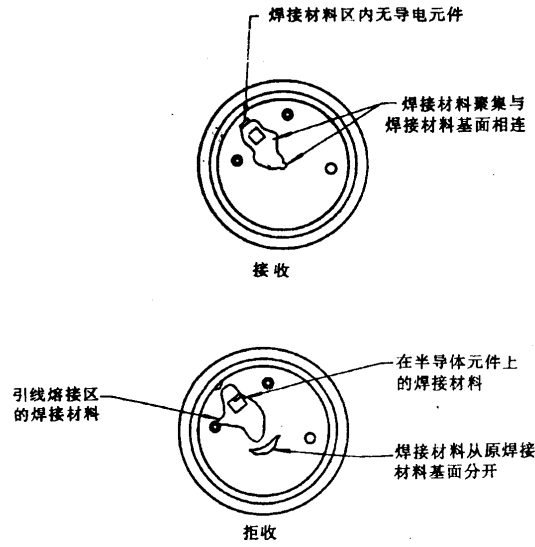 焊接材料区内无导电元件
焊接材料聚集与
焊接材料基面相连
接收
在半导体元件上
的焊接材料
引线熔接区
的焊接材料
焊接材料从原焊接
材料基面分开
拒收